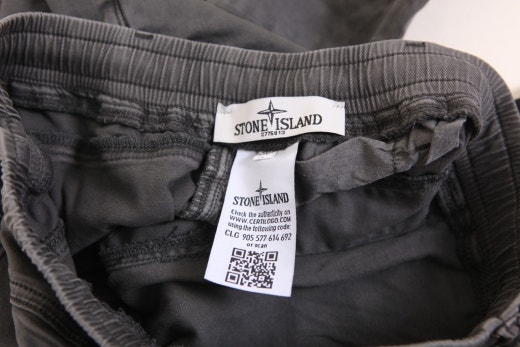 STONE ISLAND
2775813
STONE ISLAND
Check the authenticity on
WWW.CERTILOGO.COM
using the following code:
CLG 905 577 614 692
or scan